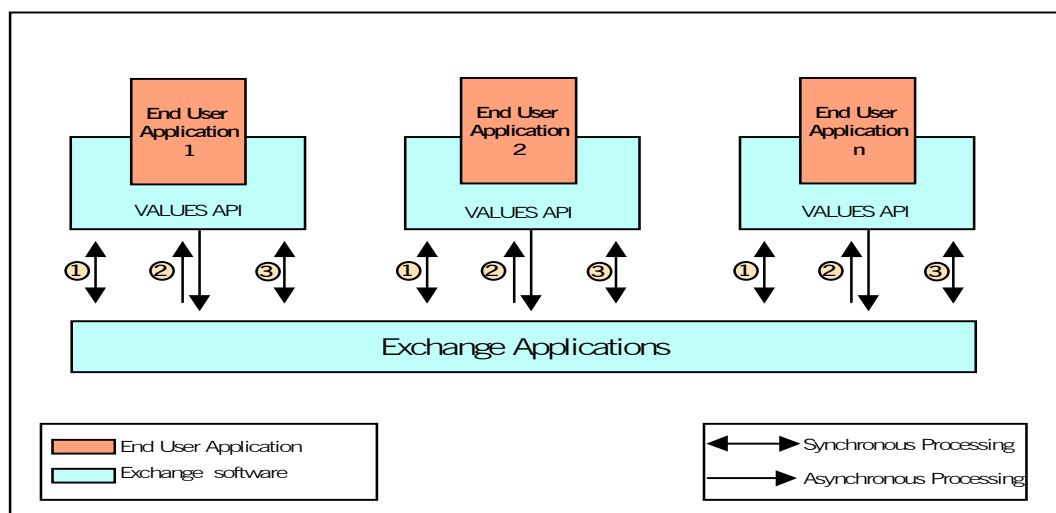 End User
Application
1
End User
Application
2
End User
Application
n
VALUES API
VALUES API
VALUES API
1
2
3
1
2
3
1
2
3
Exchange Applications
End User Application
Exchange software
Synchronous Processing
Asynchronous Processing